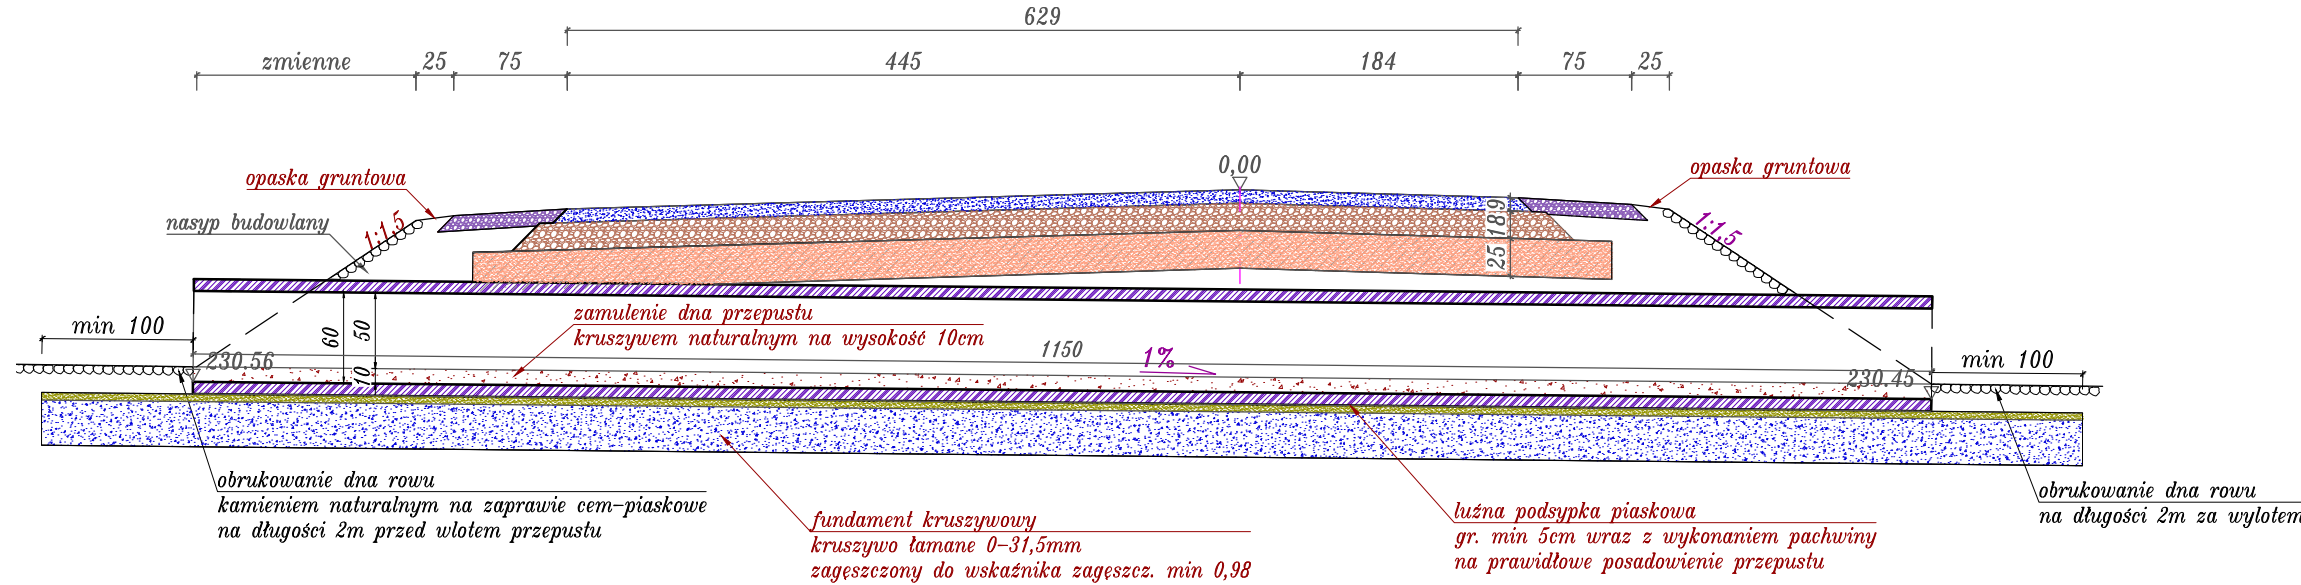 629
zmienne 25 75 445 184 75 25
0,00
opaska gruntowa
opaska gruntowa
nasyp budowlany
1:1,5
1:1,5
9
18
25
zamulenie dna przepustu
kruszywem naturalnym na wysokość 10cm
min 100
60
50
10
230.56
1150
1%
230.45
min 100
obrukowanie dna rowu
kamieniem naturalnym na zaprawie cem-piaskowe
na długości 2m przed wlotem przepustu
fundament kruszywowy
kruszywo łamane 0-31,5mm
zagęszczony do wskaźnika zagęszcz. min 0,98
luźna podsypka piaskowa
gr. min 5cm wraz z wykonaniem pachwiny
na prawidłowe posadowienie przepustu
obrukowanie dna rowu
na długości 2m za wylotem